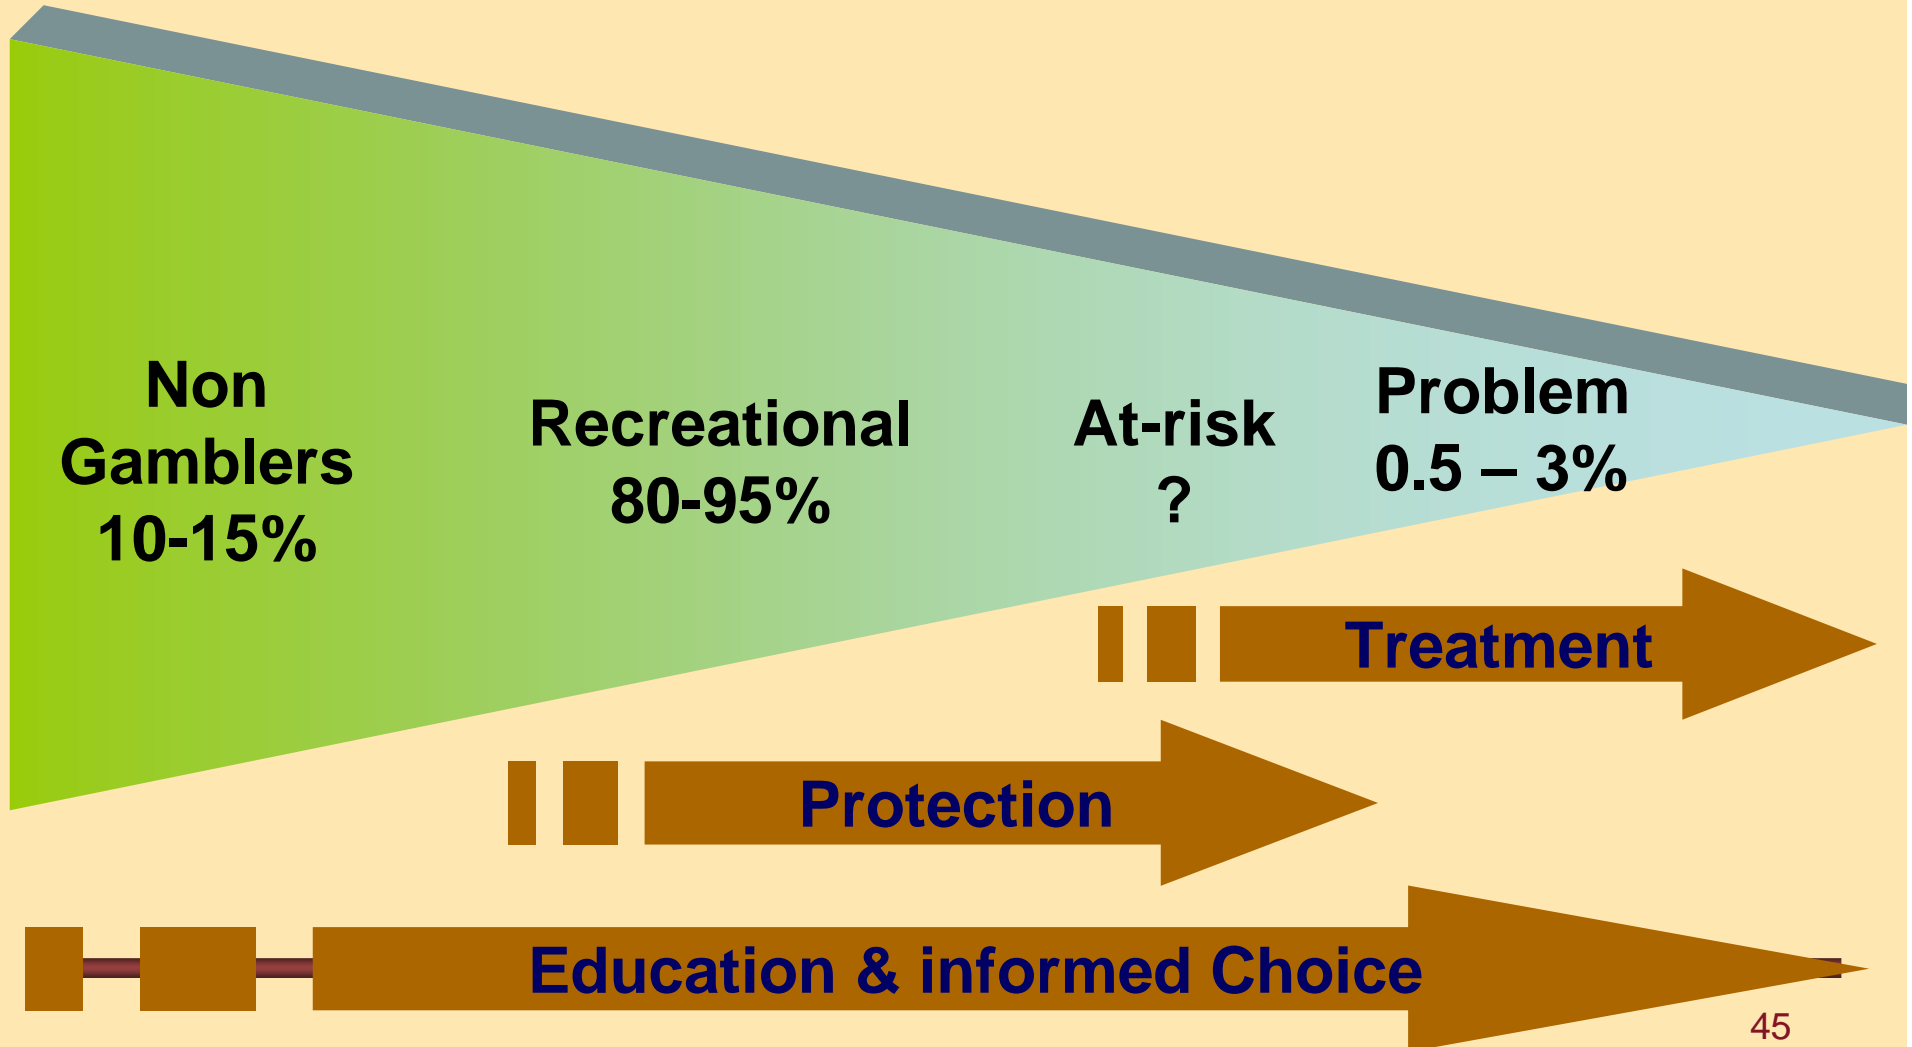 Non
Gamblers
10-15%
Recreational
80-95%
At-risk
?
Problem
0.5 – 3%
Treatment
Protection
Education & informed Choice
45